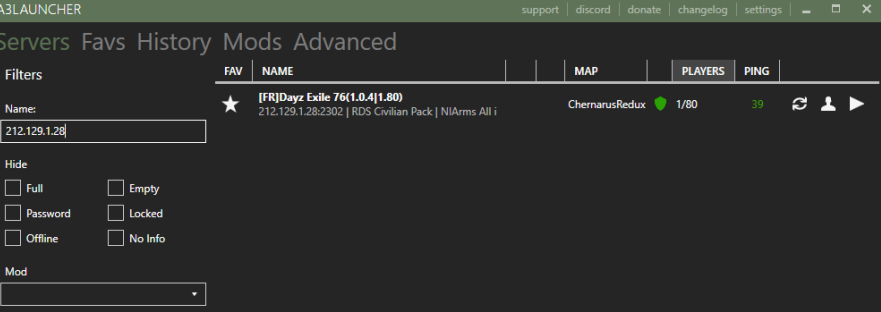 A3LAUNCHER
support | discord | donate | changelog | settings
Servers Favs History Mods Advanced
Filters
FAV NAME MAP PLAYERS PING
Name:
212.129.1.28
[FR]Dayz Exile 76(1.0.4|1.80)
212.129.1.28:2302 | RDS Civilian Pack | NIArms All i
ChernarusRedux 1/80 39
Hide
Full Empty
Password Locked
Offline No Info
Mod